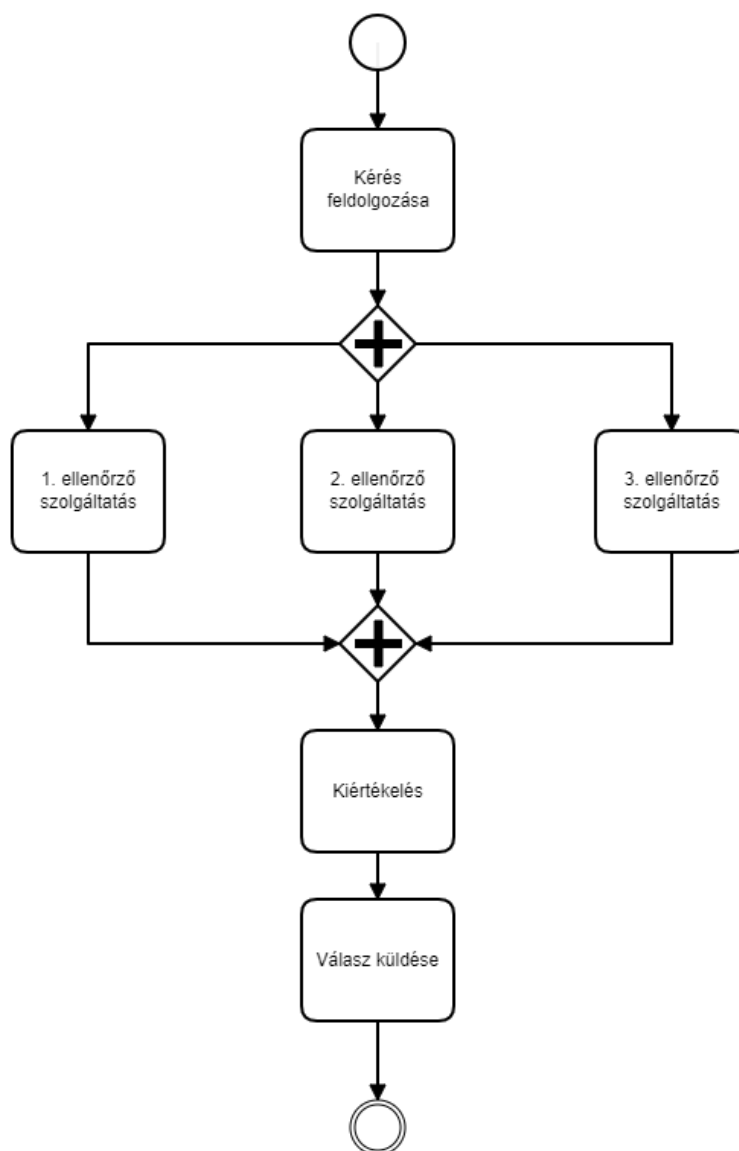 Kérés
feldolgozása
1. ellenőrző
szolgáltatás
2. ellenőrző
szolgáltatás
3. ellenőrző
szolgáltatás
Kiértékelés
Válasz küldése